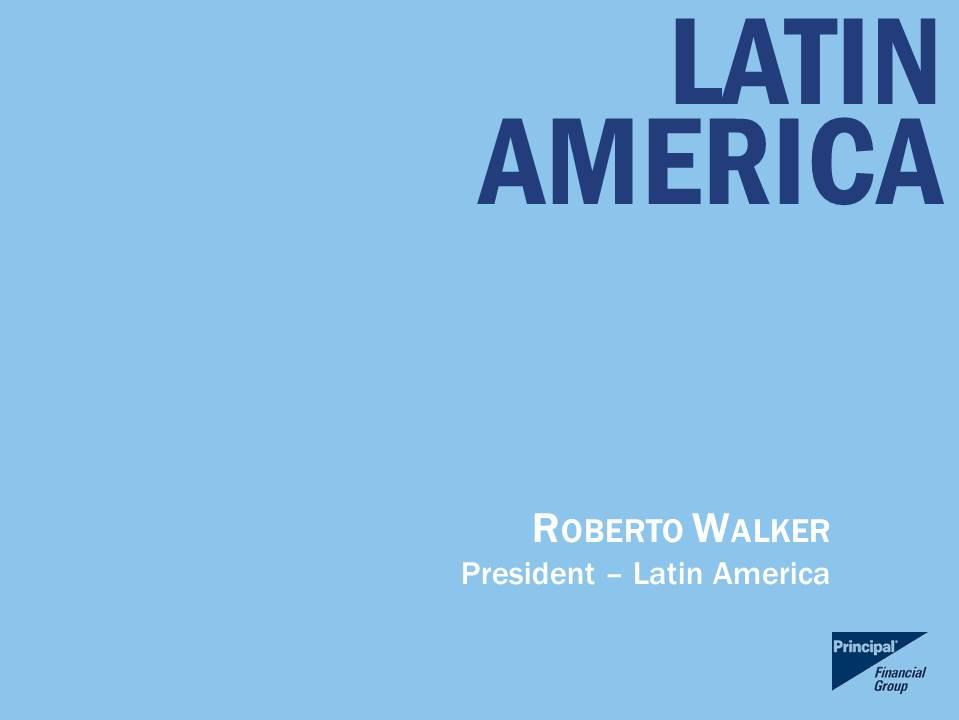 LATIN
AMERICA
ROBERTO WALKER
President – Latin America
Principal®
Financial
Group